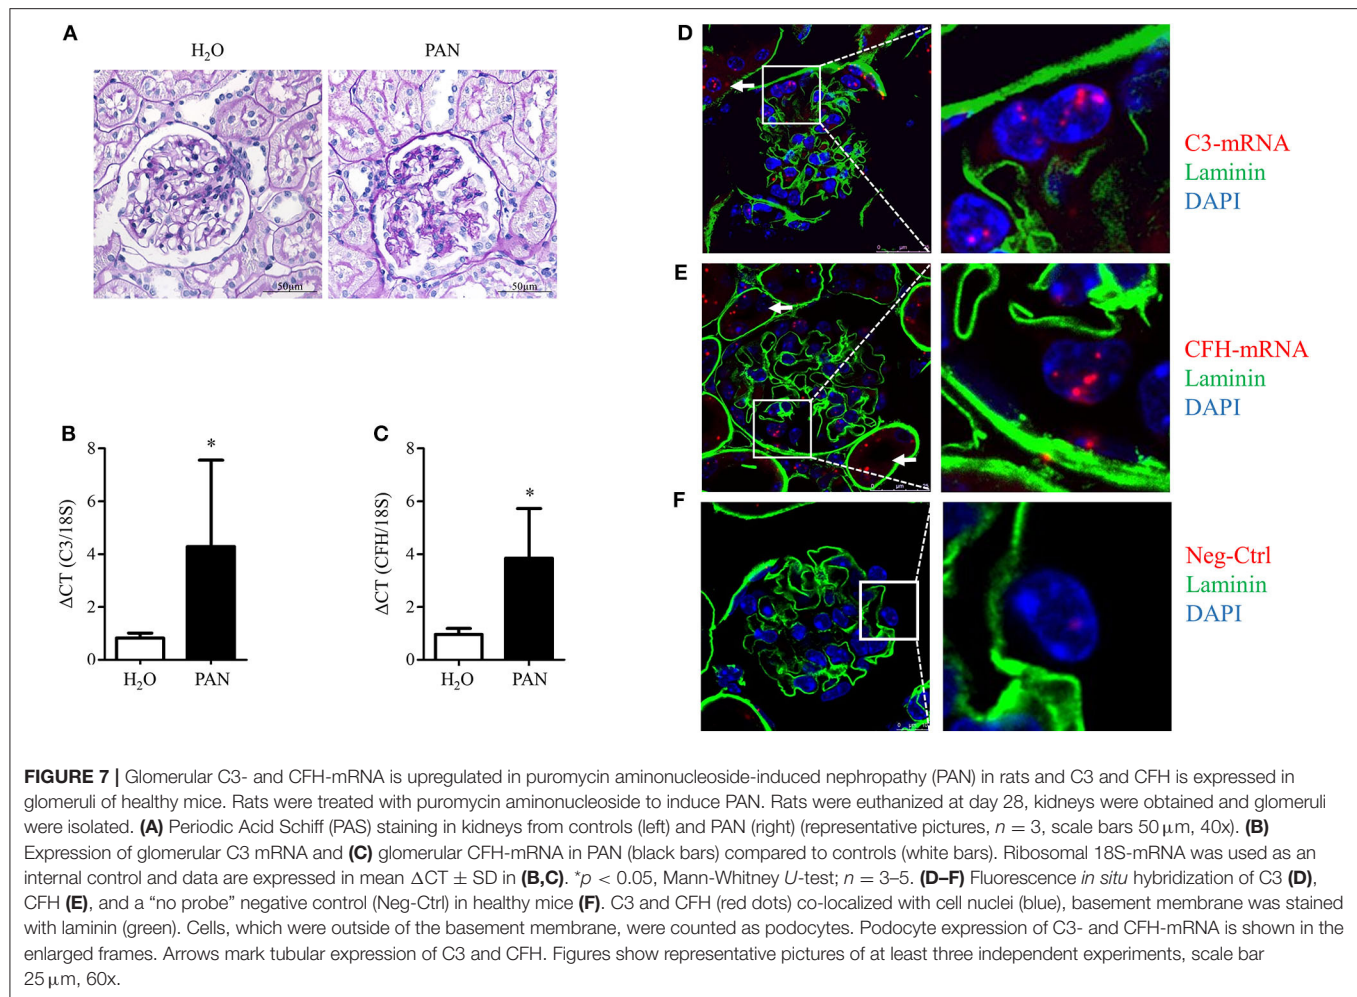 A
H₂O
PAN
50μm
50μm
B
ΔCT (C3/18S)
8
6
4
2
0
*
H₂O
PAN
C
ΔCT (CFH/18S)
8
6
4
2
0
*
H₂O
PAN
D
C3-mRNA
Laminin
DAPI
E
CFH-mRNA
Laminin
DAPI
F
Neg-Ctrl
Laminin
DAPI
FIGURE 7 | Glomerular C3- and CFH-mRNA is upregulated in puromycin aminonucleoside-induced nephropathy (PAN) in rats and C3 and CFH is expressed in
glomeruli of healthy mice. Rats were treated with puromycin aminonucleoside to induce PAN. Rats were euthanized at day 28, kidneys were obtained and glomeruli
were isolated. (A) Periodic Acid Schiff (PAS) staining in kidneys from controls (left) and PAN (right) (representative pictures, n = 3, scale bars 50 μm, 40x). (B)
Expression of glomerular C3 mRNA and (C) glomerular CFH-mRNA in PAN (black bars) compared to controls (white bars). Ribosomal 18S-mRNA was used as an
internal control and data are expressed in mean ΔCT ± SD in (B,C). *p < 0.05, Mann-Whitney U-test; n = 3–5. (D–F) Fluorescence in situ hybridization of C3 (D),
CFH (E), and a “no probe” negative control (Neg-Ctrl) in healthy mice (F). C3 and CFH (red dots) co-localized with cell nuclei (blue), basement membrane was stained
with laminin (green). Cells, which were outside of the basement membrane, were counted as podocytes. Podocyte expression of C3- and CFH-mRNA is shown in the
enlarged frames. Arrows mark tubular expression of C3 and CFH. Figures show representative pictures of at least three independent experiments, scale bar
25 μm, 60x.